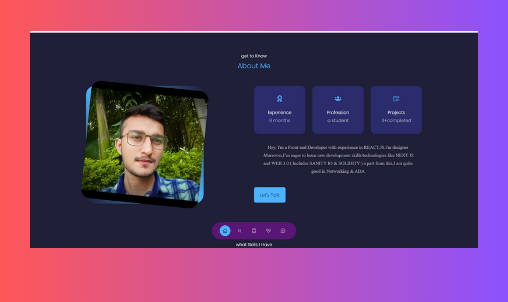 get to Know
About Me
Experience
8 months
Profession
a student
3+completed
Hey, I'm a Front-end Developer with experience in REACT JS. I'm designer
Moreover,I'm eager to learn new development skills/technologies like NEXT JS
and WEB 3.0 ( Includes SANITY IO & SOLIDITY ) a part from this,I am quite
good in Networking & ADA
Let's Talk
what Skills I Have